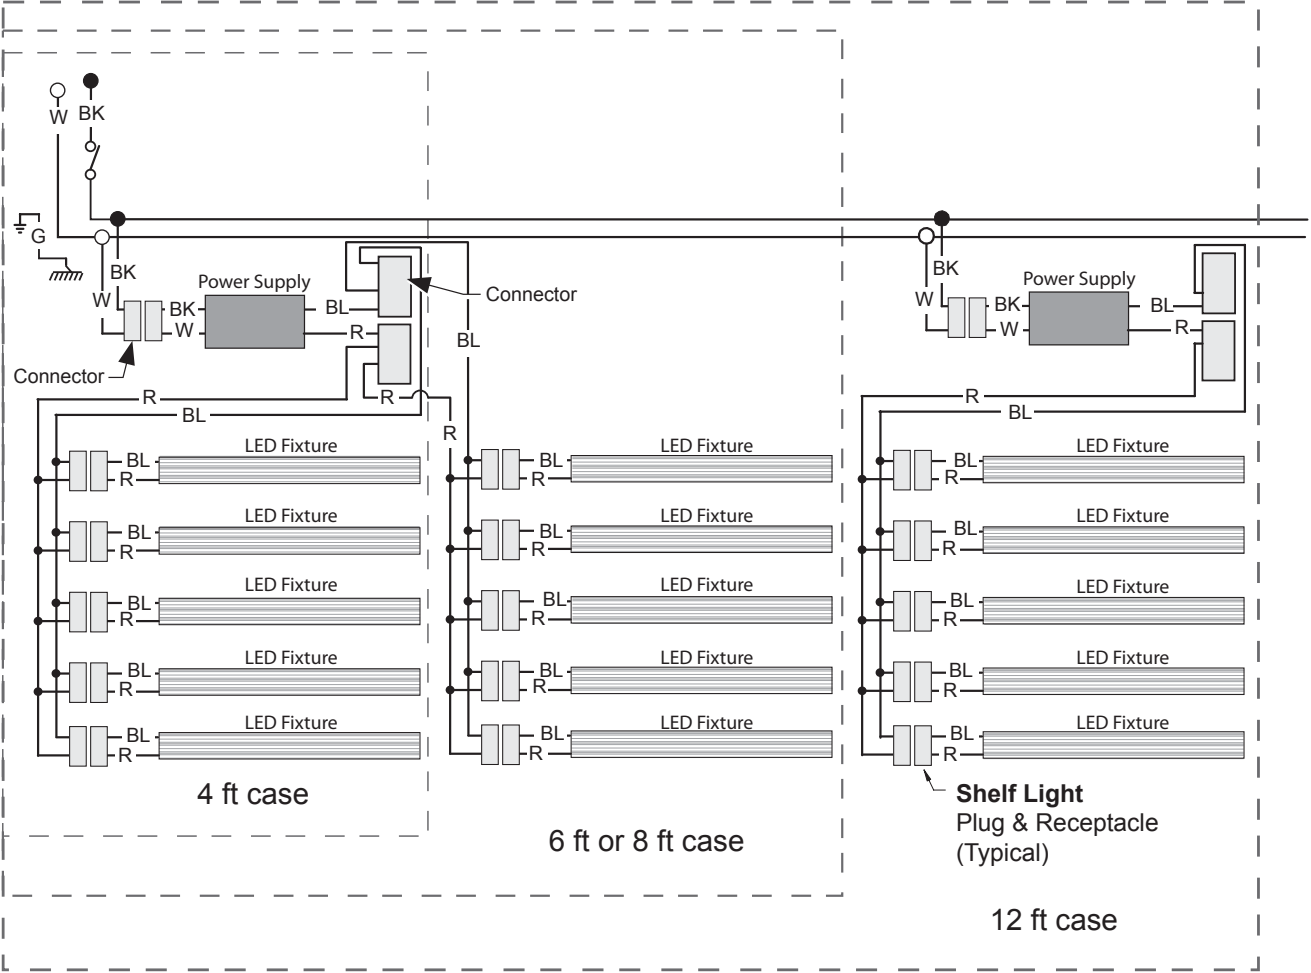 W
BK
G
BK
W
Power Supply
BK
W
BL
R
Connector
Connector
BL
R
BL
R
R
BK
W
Power Supply
BK
W
BL
R
R
BL
LED Fixture
BL
R
LED Fixture
BL
R
LED Fixture
BL
R
LED Fixture
BL
R
LED Fixture
BL
R
LED Fixture
BL
R
LED Fixture
BL
R
LED Fixture
BL
R
LED Fixture
BL
R
LED Fixture
BL
R
LED Fixture
BL
R
LED Fixture
BL
R
LED Fixture
BL
R
LED Fixture
BL
R
LED Fixture
BL
R
4 ft case
6 ft or 8 ft case
Shelf Light
Plug & Receptacle
(Typical)
12 ft case